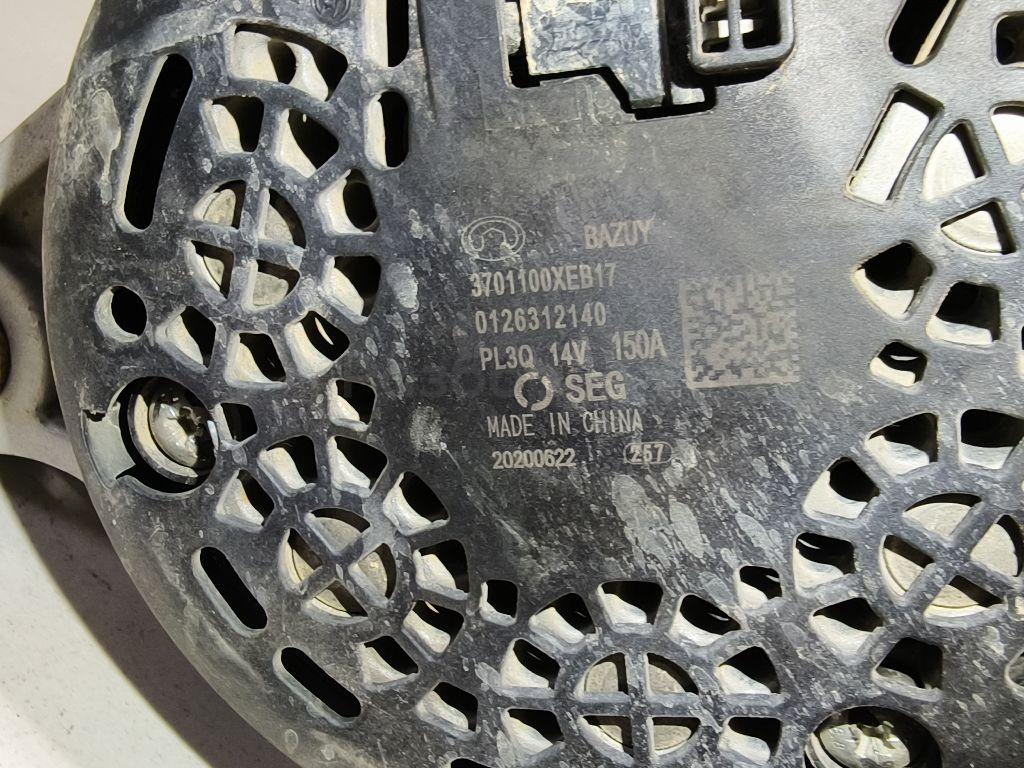 BAZUY
3701100XEB17
0126312140
PL3Q 14V 150A
SEG
MADE IN CHINA
20200622 257